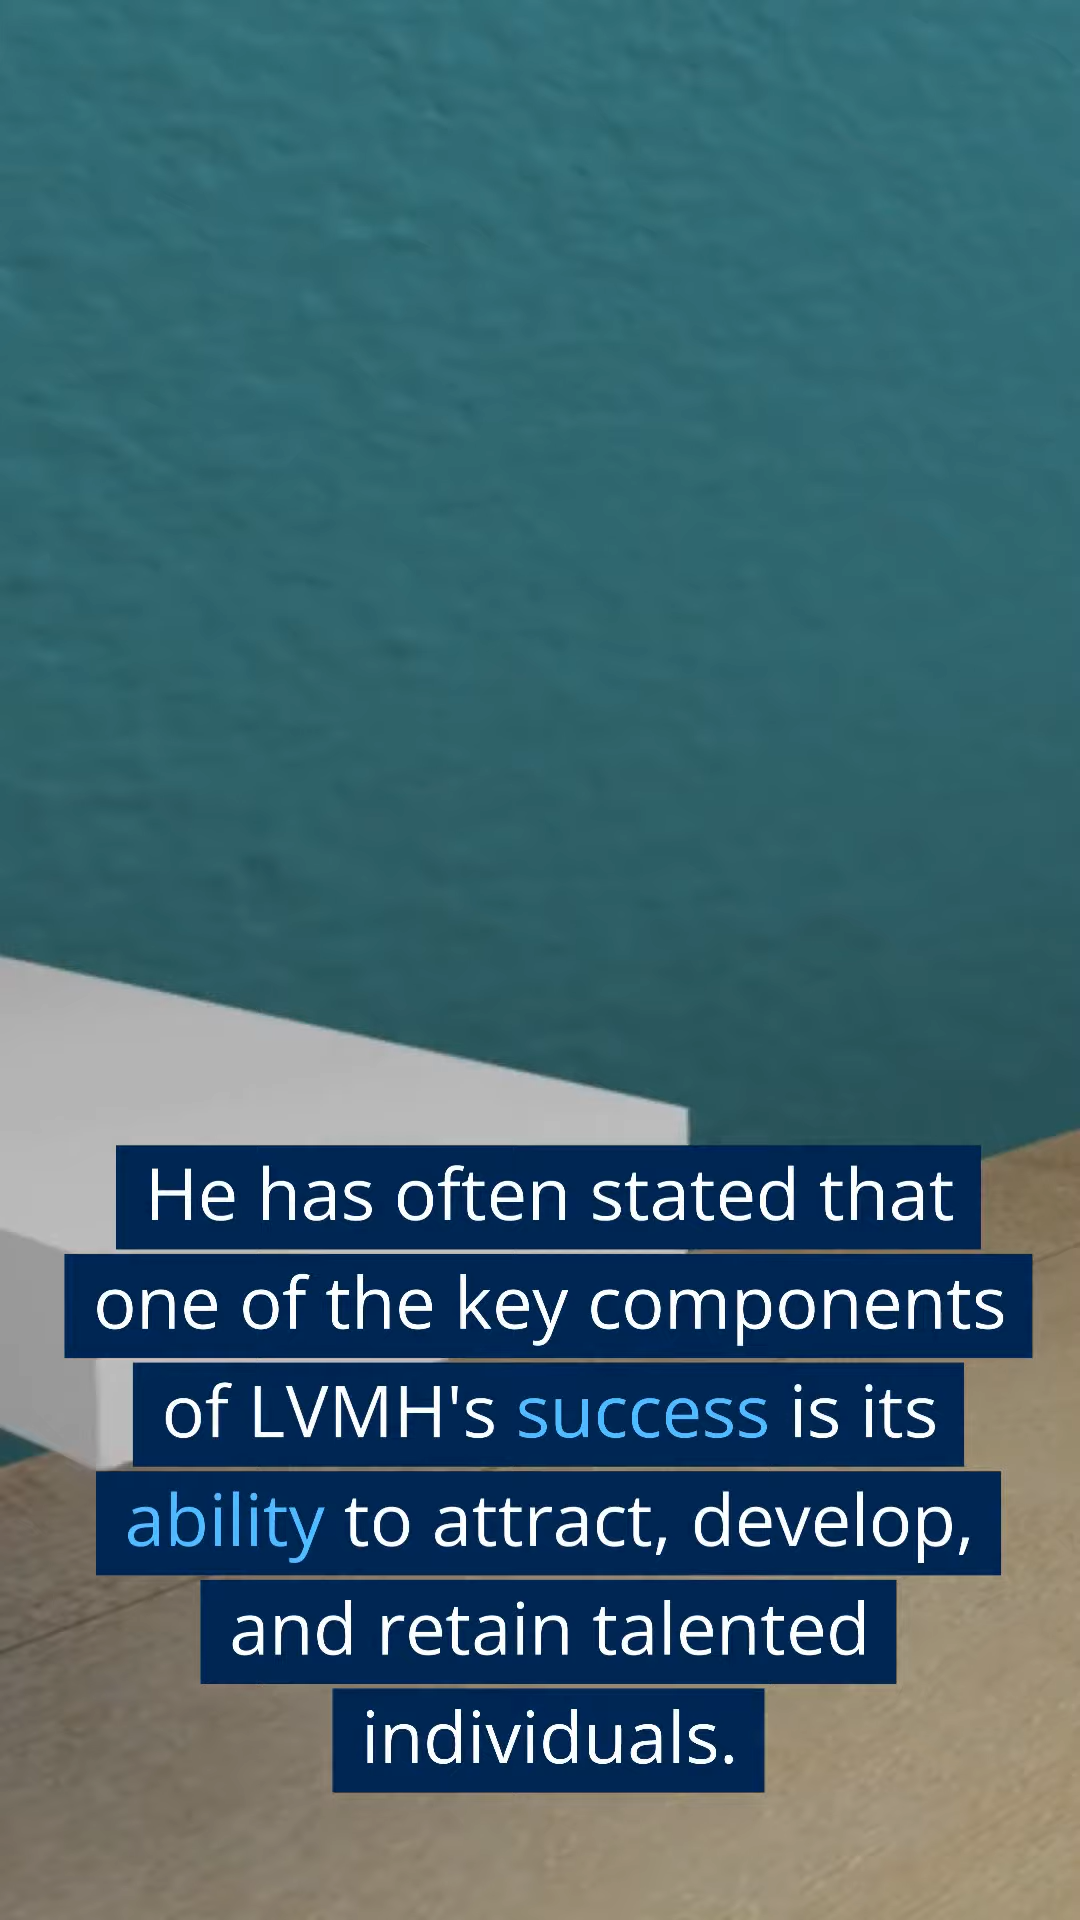 He has often stated that
one of the key components
of LVMH's success is its
ability to attract, develop,
and retain talented
individuals.